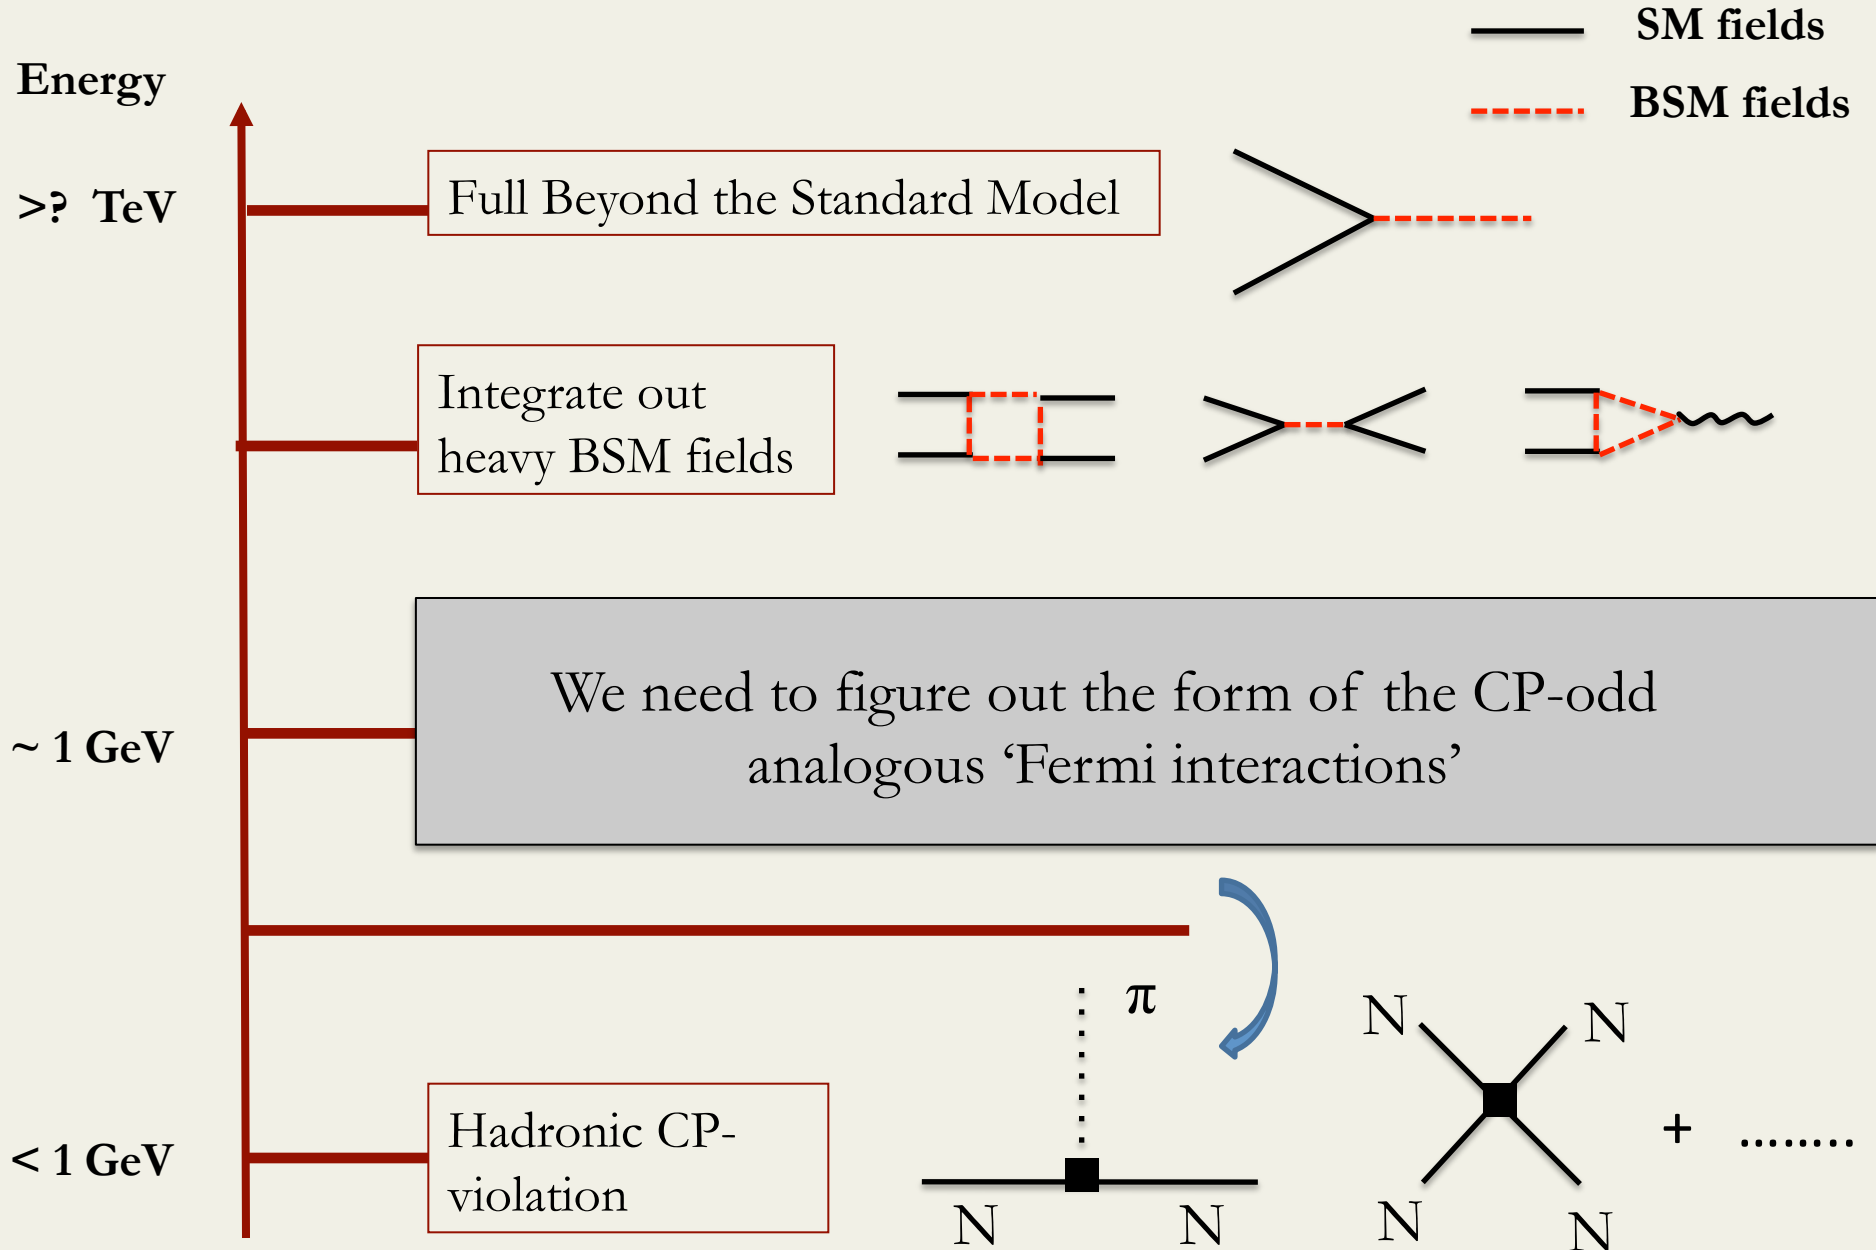 SM fields
Energy
BSM fields
>? TeV
Full Beyond the Standard Model
Integrate out
heavy BSM fields
We need to figure out the form of the CP-odd
analogous ‘Fermi interactions’
~ 1 GeV
π
N
N
Hadronic CP-
violation
+ ........
< 1 GeV
N
N
N
N